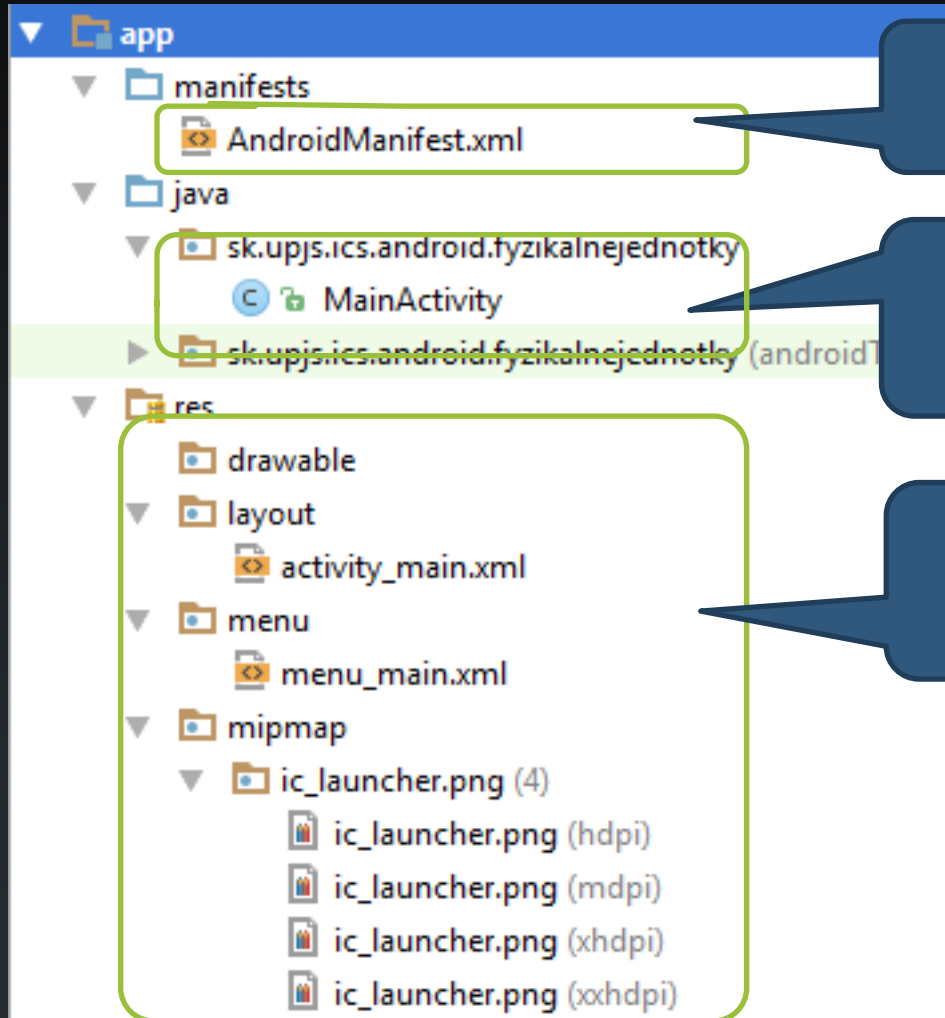 app
manifests
AndroidManifest.xml
java
sk.upjs.ics.android.fyzikalnejednotky
MainActivity
sk.upjs.ics.android.fyzikalnejednotky (androidT
res
drawable
layout
activity_main.xml
menu
menu_main.xml
mipmap
ic_launcher.png (4)
ic_launcher.png (hdpi)
ic_launcher.png (mdpi)
ic_launcher.png (xhdpi)
ic_launcher.png (xxhdpi)